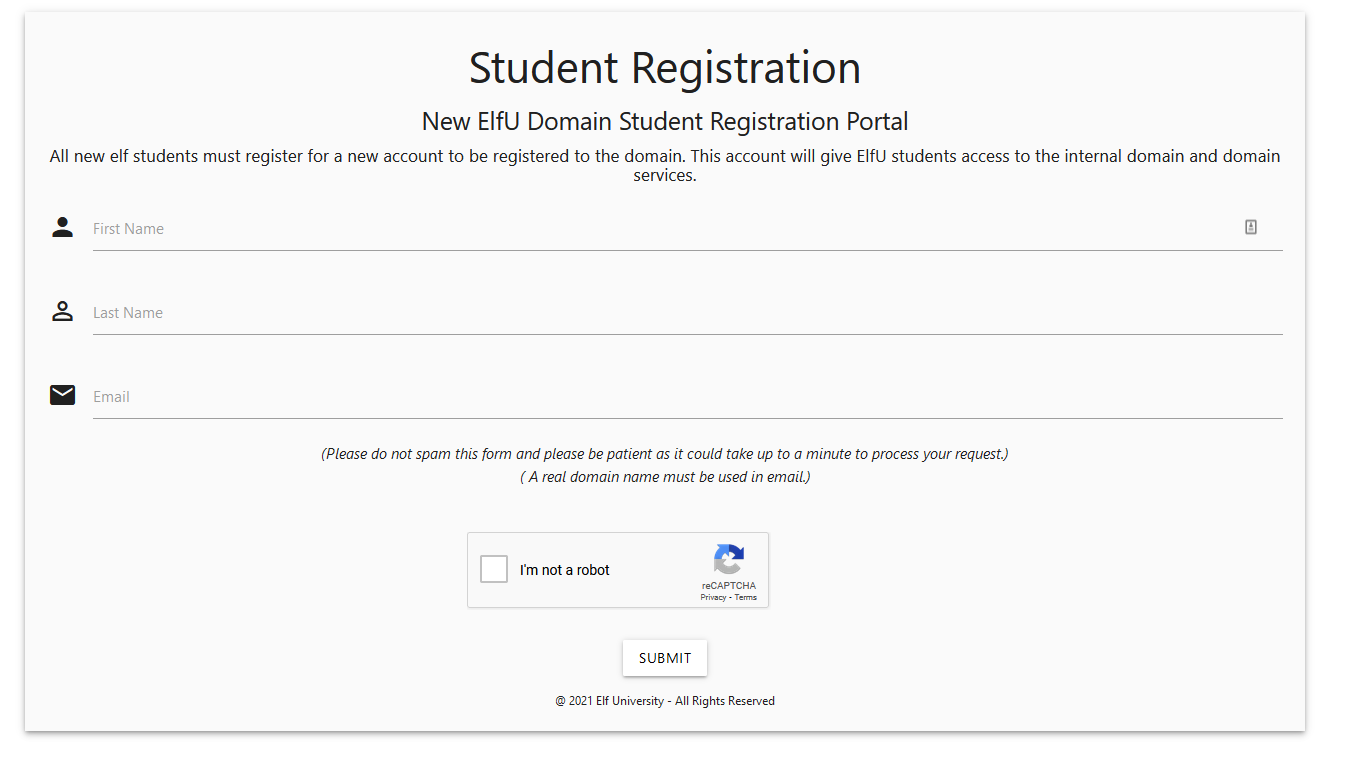 Student Registration
New ElfU Domain Student Registration Portal
All new elf students must register for a new account to be registered to the domain. This account will give ElfU students access to the internal domain and domain
services.
First Name
Last Name
Email
(Please do not spam this form and please be patient as it could take up to a minute to process your request.)
( A real domain name must be used in email.)
I'm not a robot
reCAPTCHA
Privacy - Terms
SUBMIT
@ 2021 Elf University - All Rights Reserved